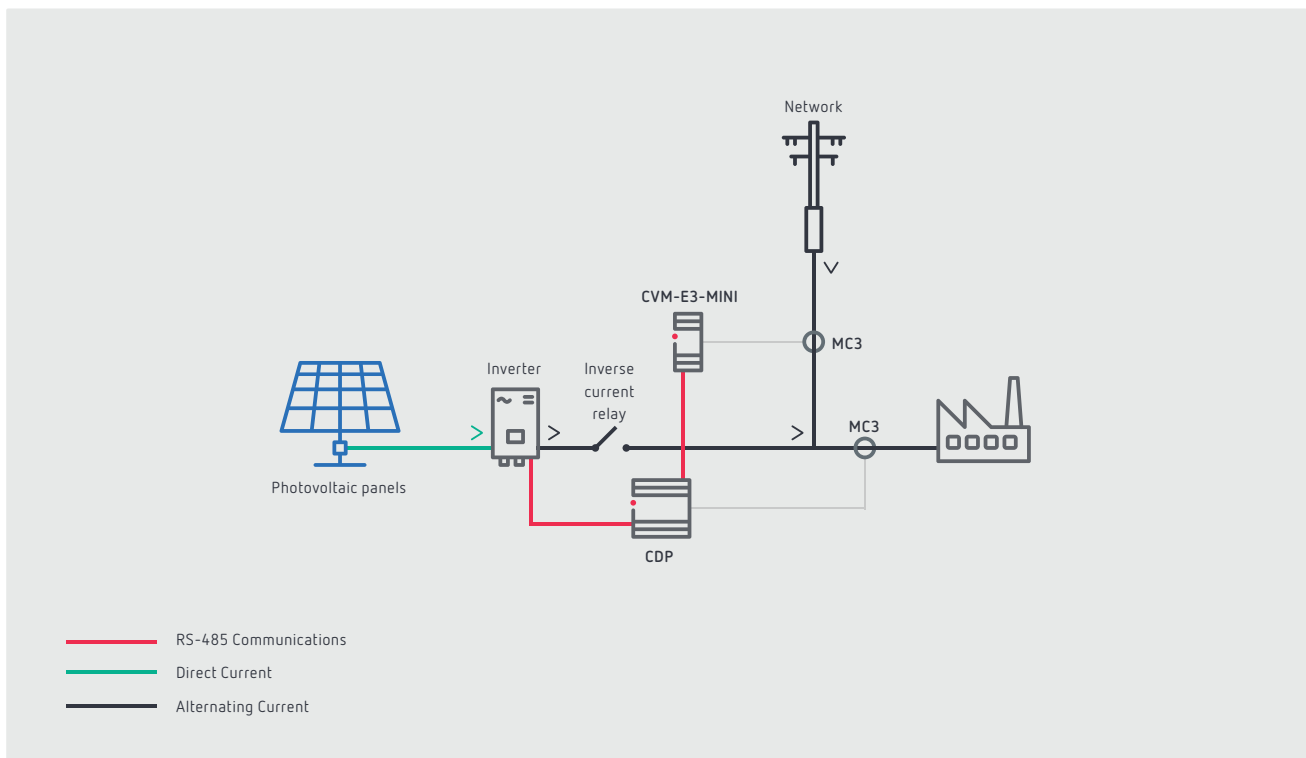 Network
CVM-E3-MINI
MC3
Inverter
Inverse
current
relay
MC3
Photovoltaic panels
CDP
RS-485 Communications
Direct Current
Alternating Current